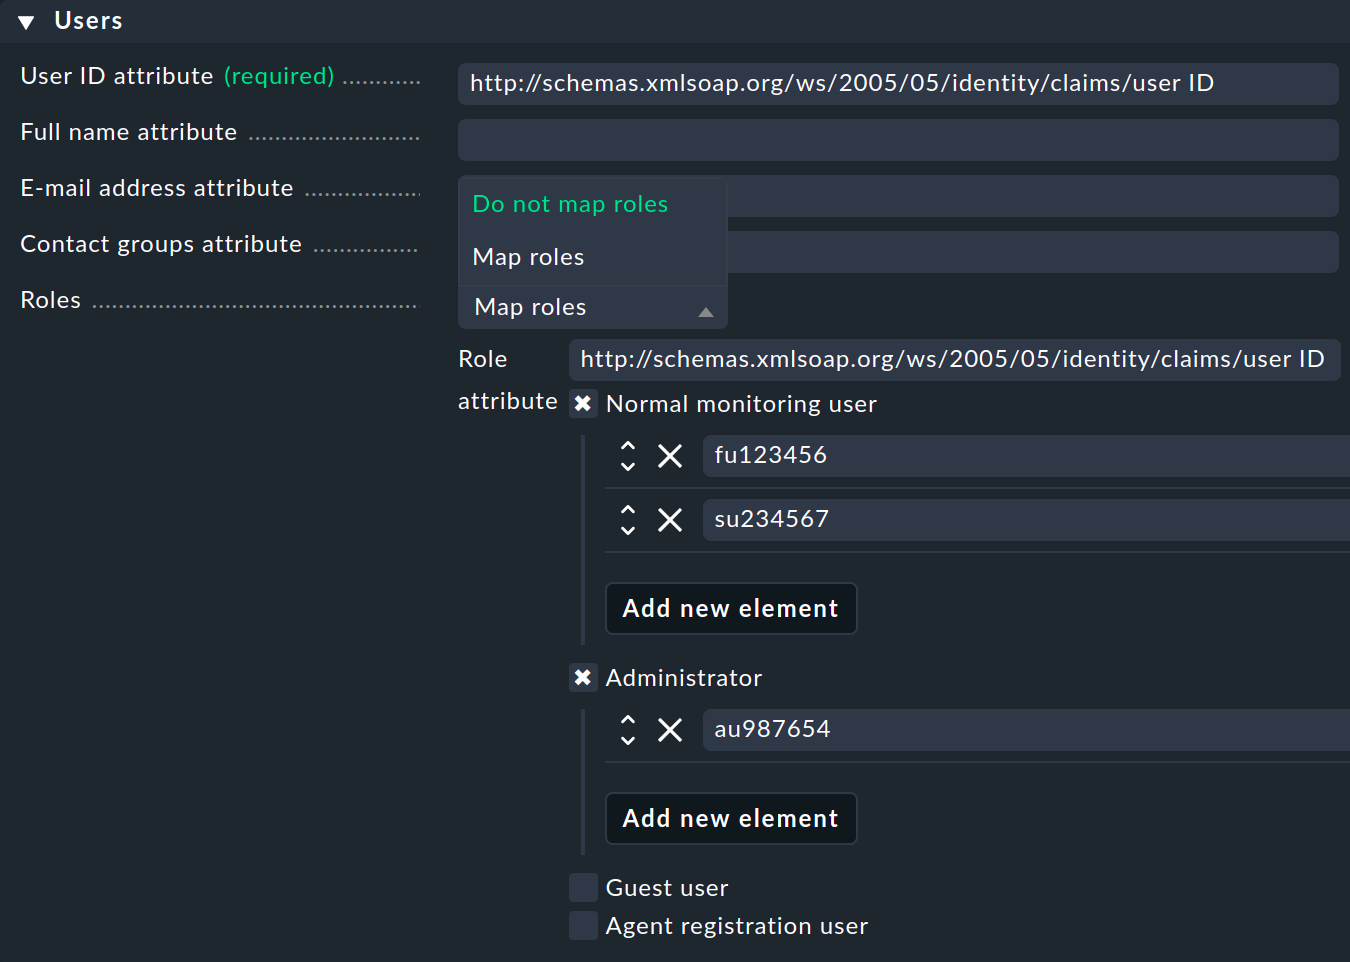 Users
User ID attribute (required)
http://schemas.xmlsoap.org/ws/2005/05/identity/claims/user ID
Full name attribute
E-mail address attribute
Do not map roles
Contact groups attribute
Map roles
Roles
Map roles
Role attribute
http://schemas.xmlsoap.org/ws/2005/05/identity/claims/user ID
Normal monitoring user
fu123456
su234567
Add new element
Administrator
au987654
Add new element
Guest user
Agent registration user